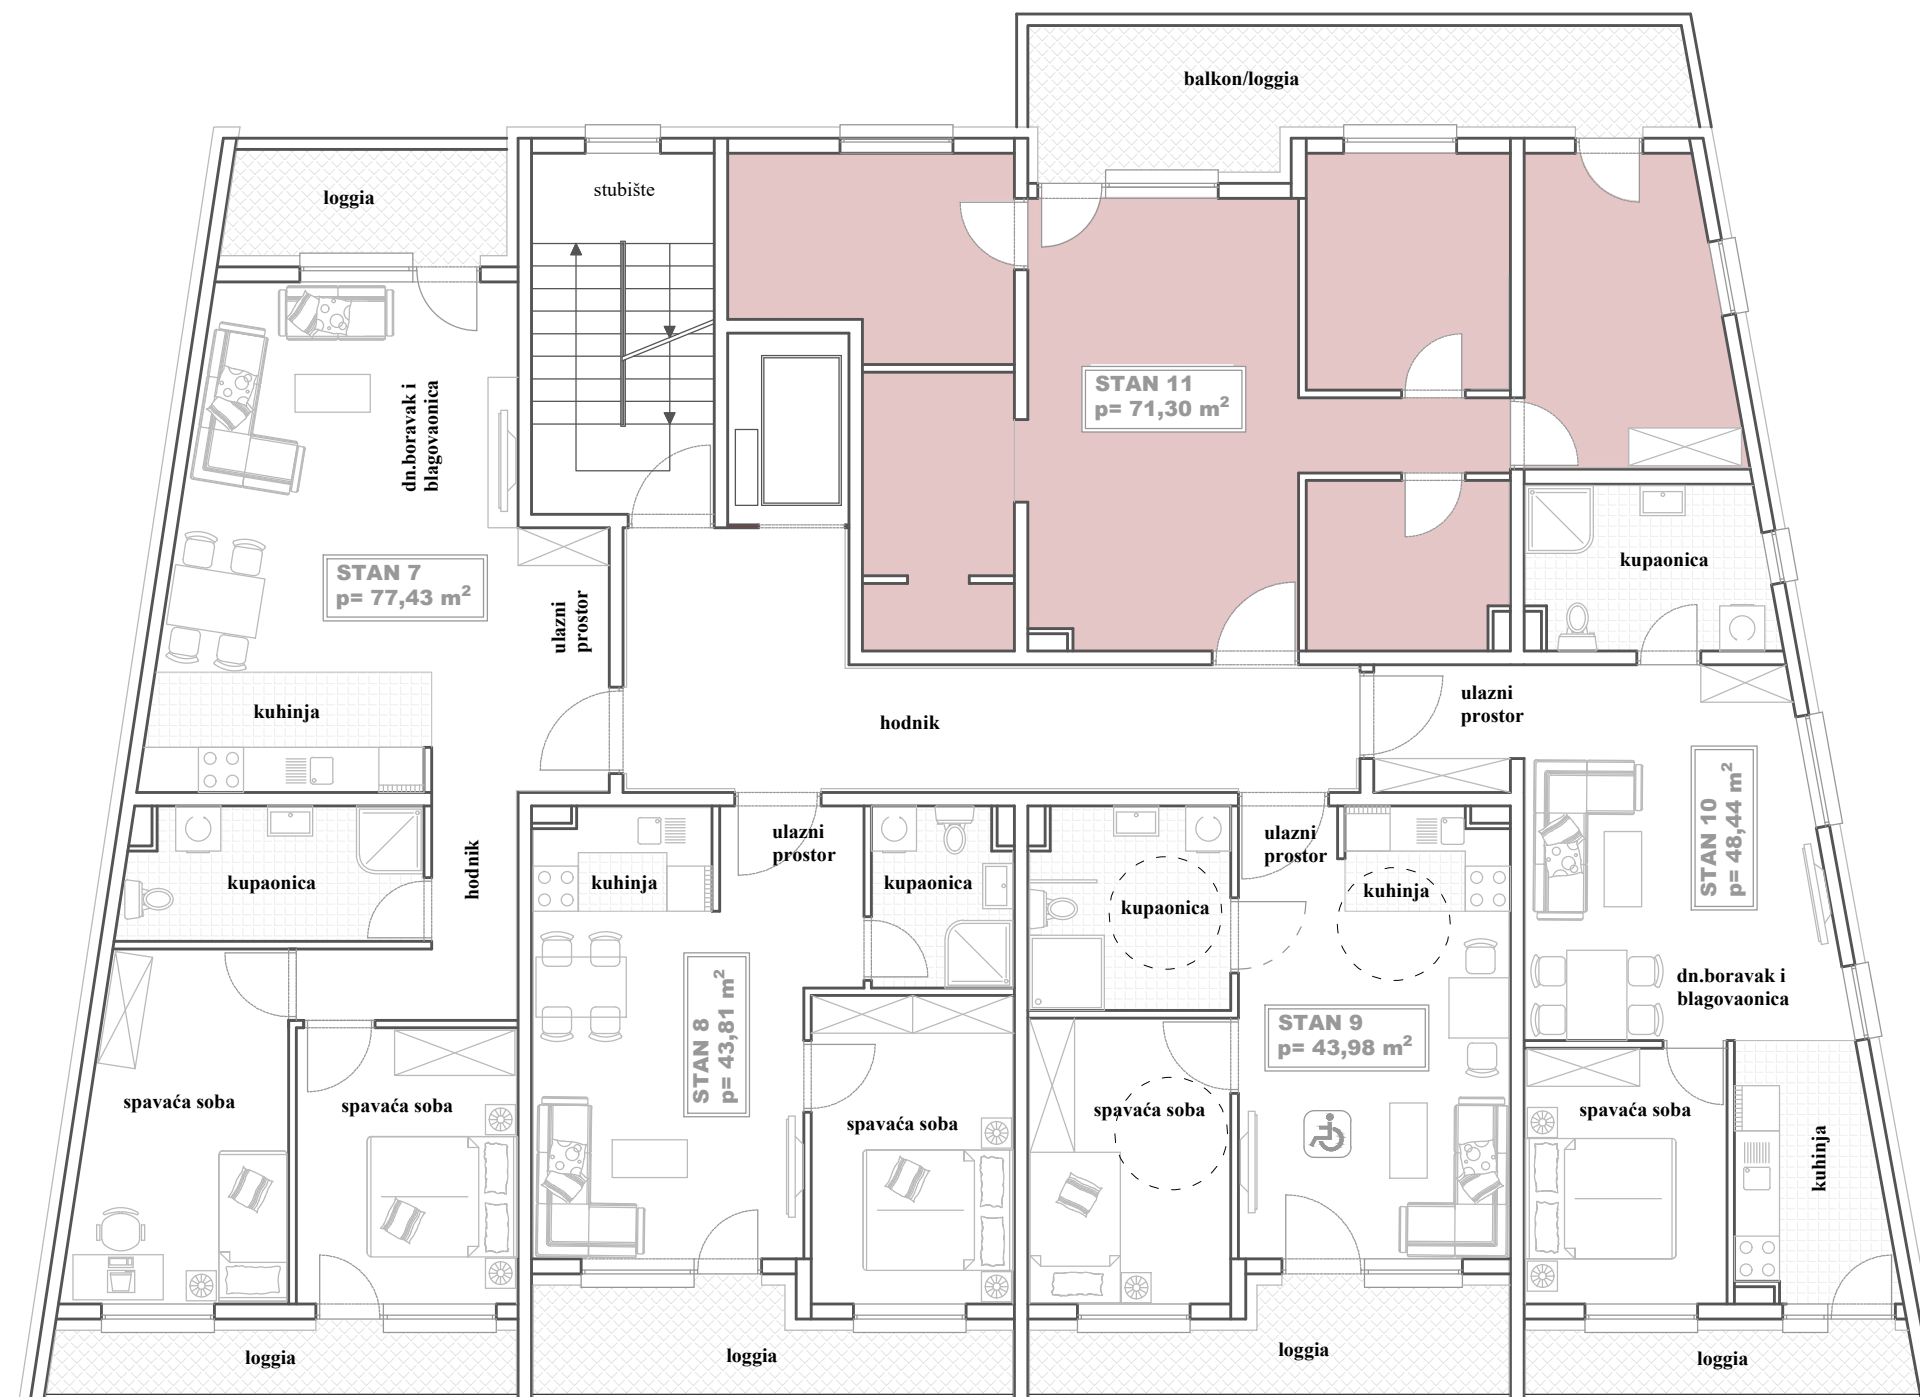 balkon/loggia
loggia
stubište
dn.boravak i
blagovaonica
STAN 11
p= 71,30 m²
STAN 7
p= 77,43 m²
ulazni
prostor
kupaonica
kuhinja
hodnik
ulazni
prostor
STAN 10
p= 48,44 m²
hodnik
kupaonica
kuhinja
ulazni
prostor
kupaonica
kupaonica
ulazni
prostor
kuhinja
dn.boravak i
blagovaonica
STAN 8
p= 43,81 m²
STAN 9
p= 43,98 m²
spavaća soba
spavaća soba
spavaća soba
spavaća soba
spavaća soba
kuhinja
loggia
loggia
loggia
loggia